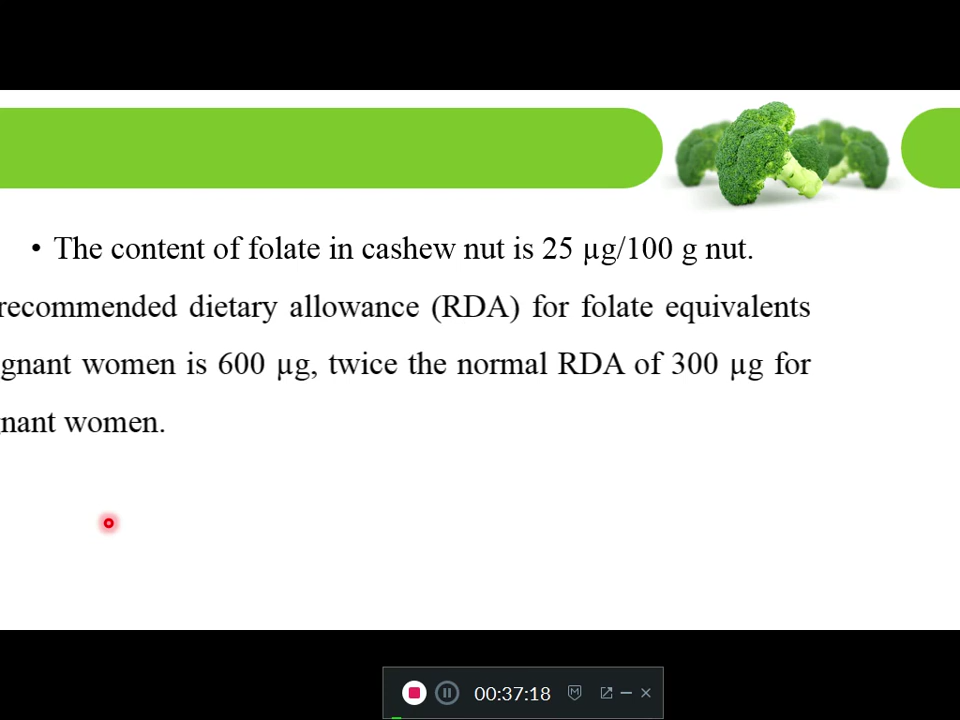 • The content of folate in cashew nut is 25 µg/100 g nut.
recommended dietary allowance (RDA) for folate equivalents
gnant women is 600 µg, twice the normal RDA of 300 µg for
nant women.
00:37:18